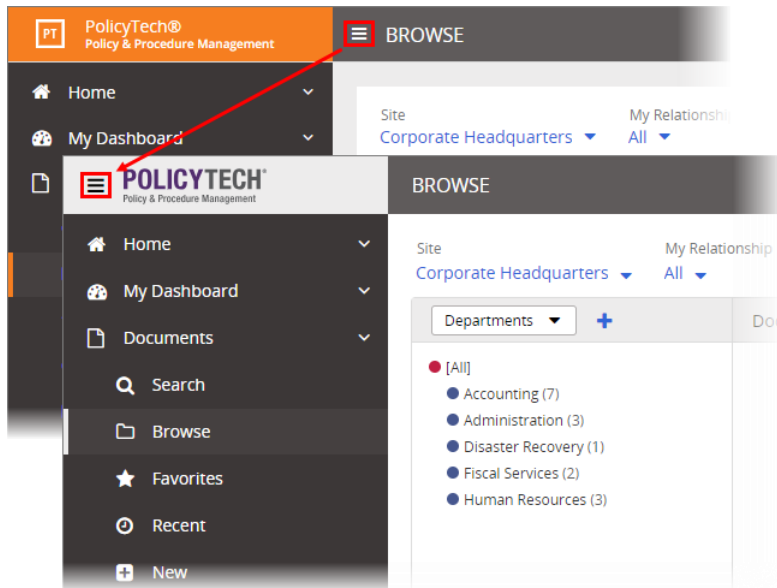 PT
PolicyTech®
Policy & Procedure Management
BROWSE
Home
My Dashboard
Site
Corporate Headquarters
My Relationship
All
POLICYTECH®
Policy & Procedure Management
BROWSE
Home
My Dashboard
Documents
Search
Browse
Favorites
Recent
New
Site
Corporate Headquarters
My Relationship
All
Departments
Do
[All]
Accounting (7)
Administration (3)
Disaster Recovery (1)
Fiscal Services (2)
Human Resources (3)